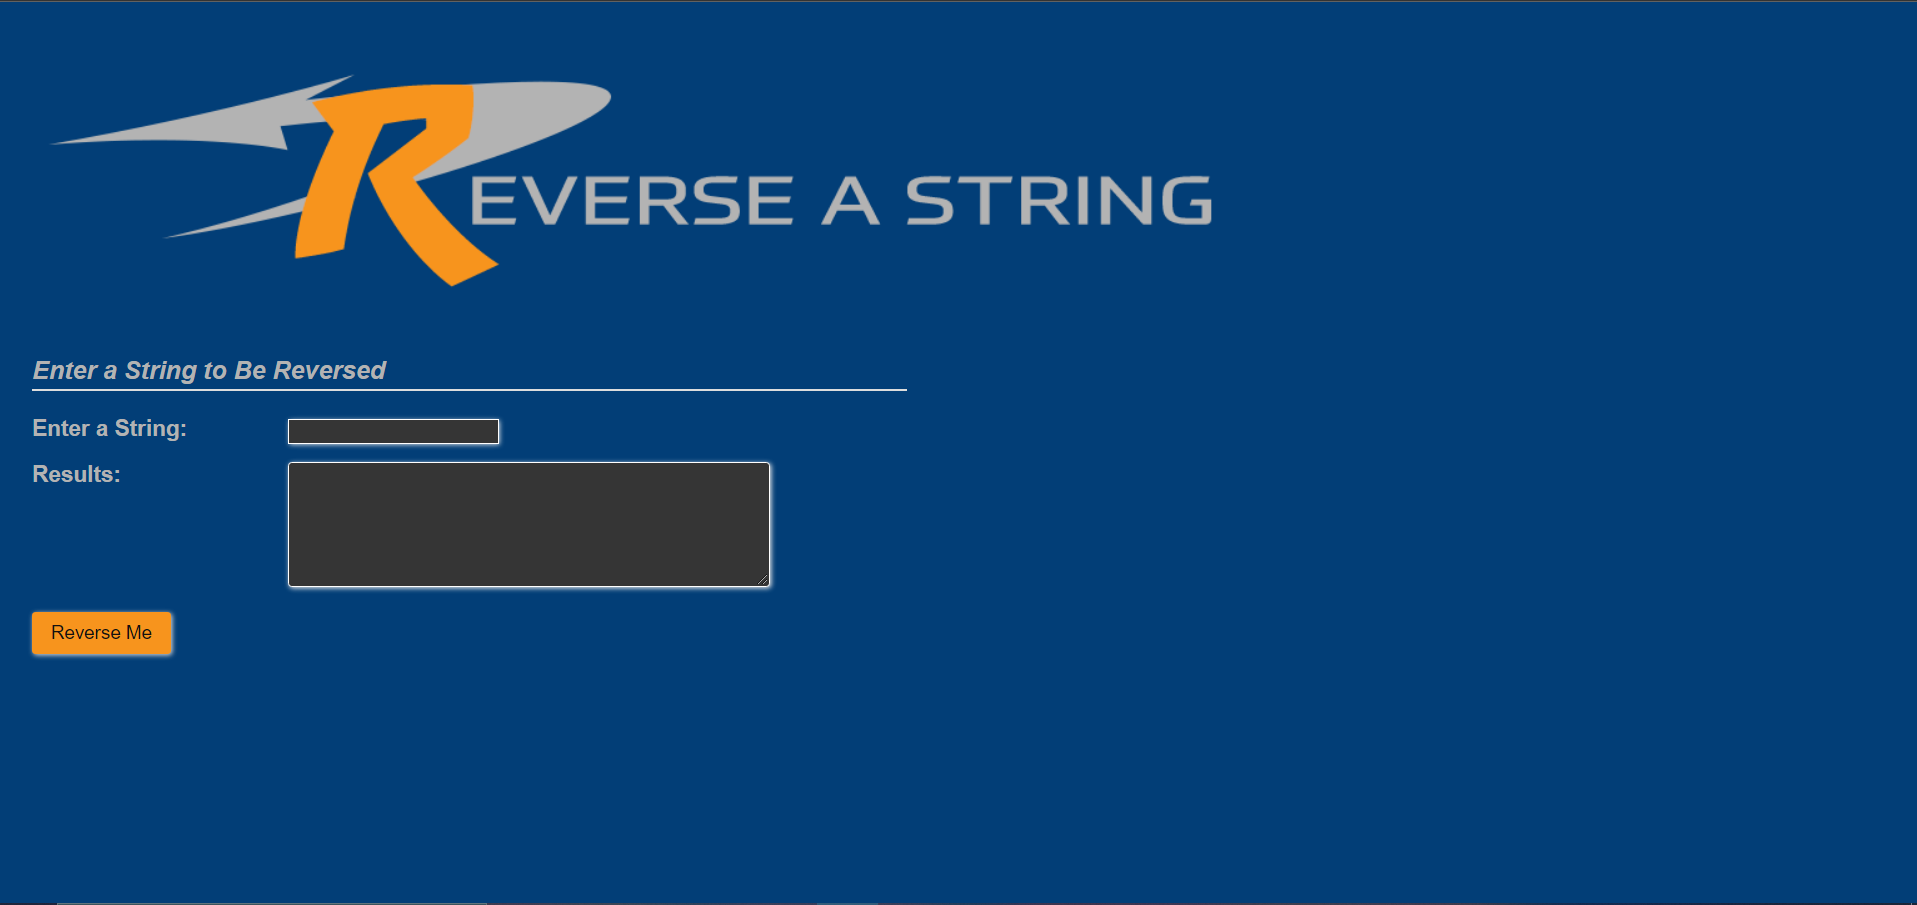 REVERSE A STRING
Enter a String to Be Reversed
Enter a String:
Results:
Reverse Me